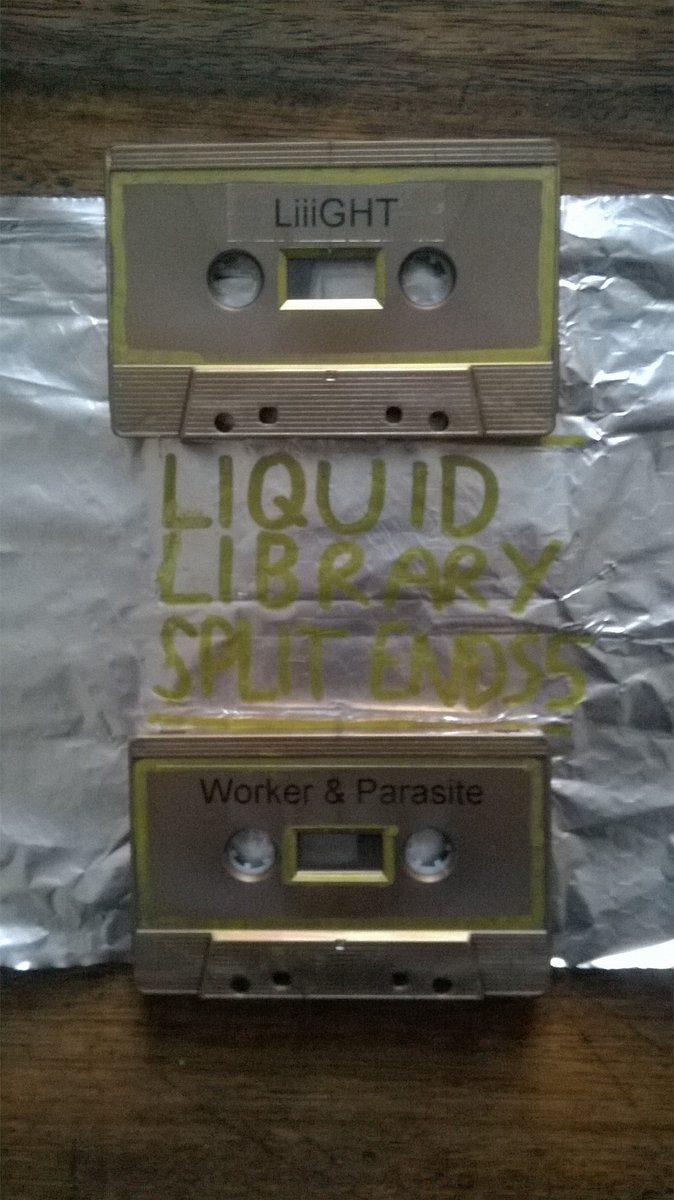 LiiiGHT
LIQUID
LIBRARY
SPLIT ENDS5
Worker & Parasite